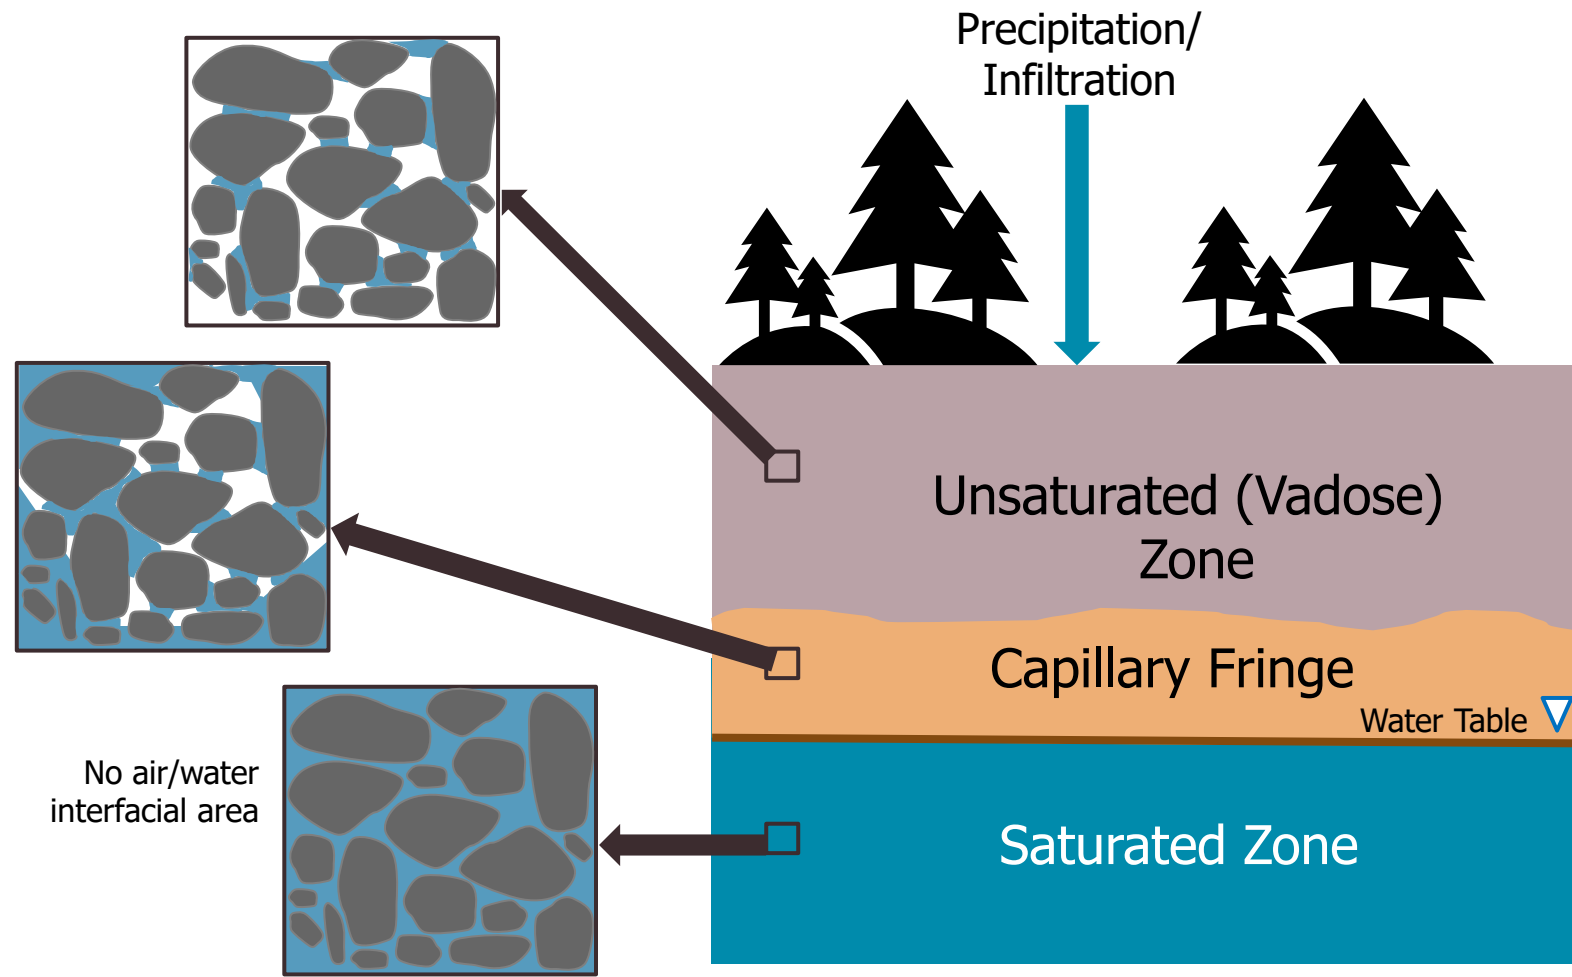 Precipitation/
Infiltration
Unsaturated (Vadose)
Zone
Capillary Fringe
Water Table
No air/water
interfacial area
Saturated Zone